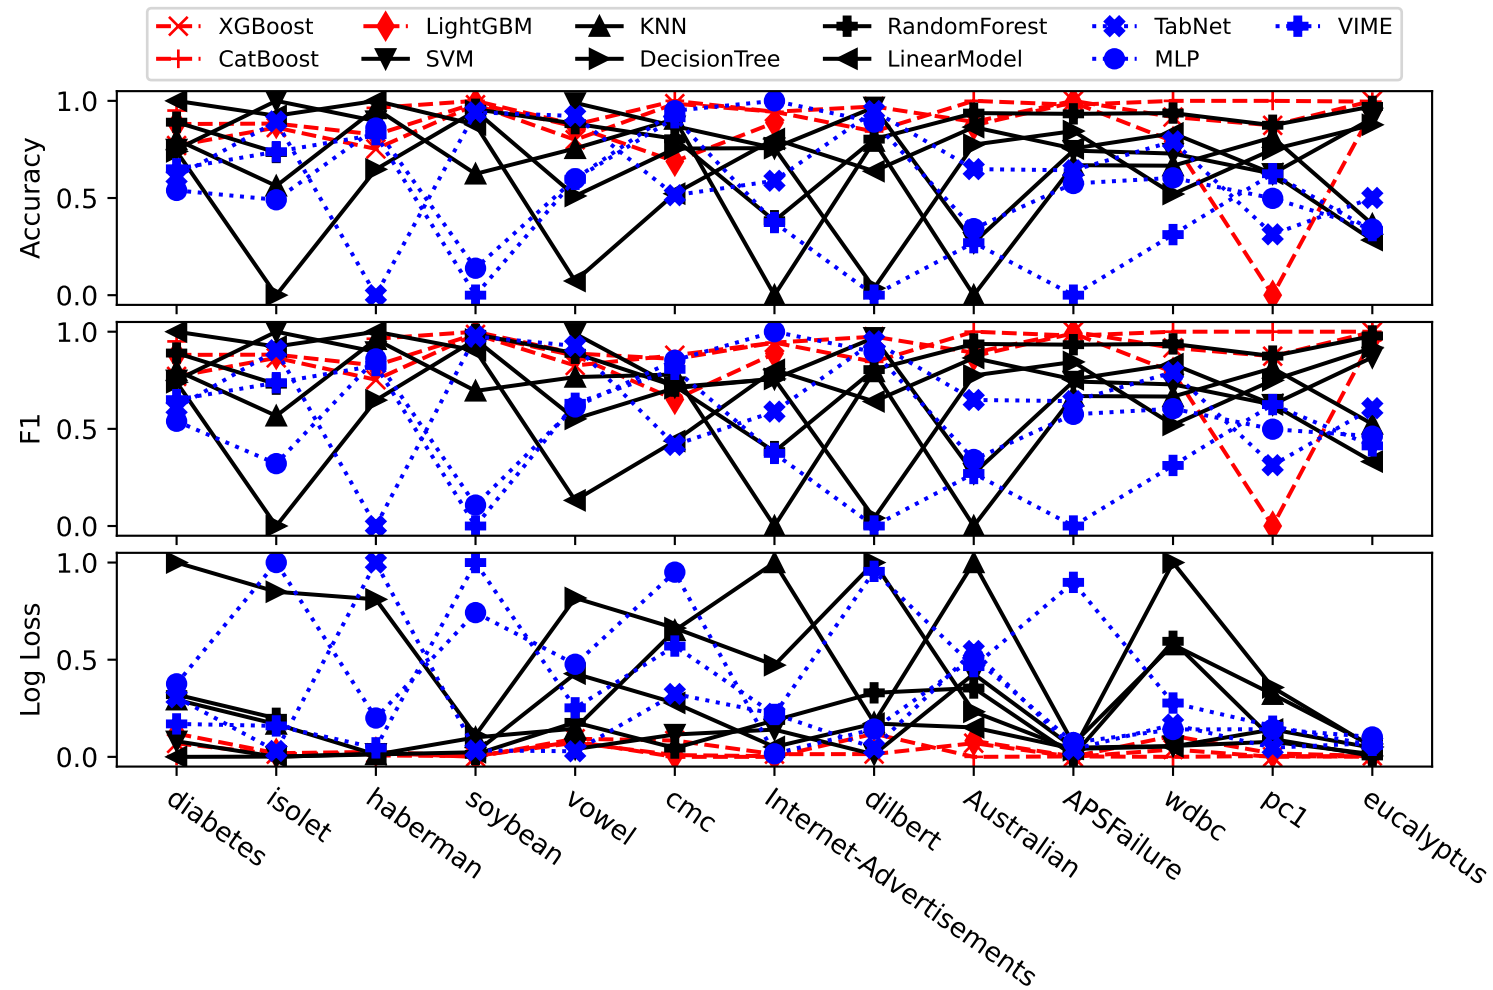 XGBoost LightGBM KNN RandomForest TabNet VIME
CatBoost SVM DecisionTree LinearModel MLP
Accuracy
1.0
0.5
0.0
F1
1.0
0.5
0.0
Log Loss
1.0
0.5
0.0
diabetes
isolet
haberman
soybean
vowel
cmc
Internet-Advertisements
dilbert
Australian
APSFailure
wdbc
pc1
eucalyptus